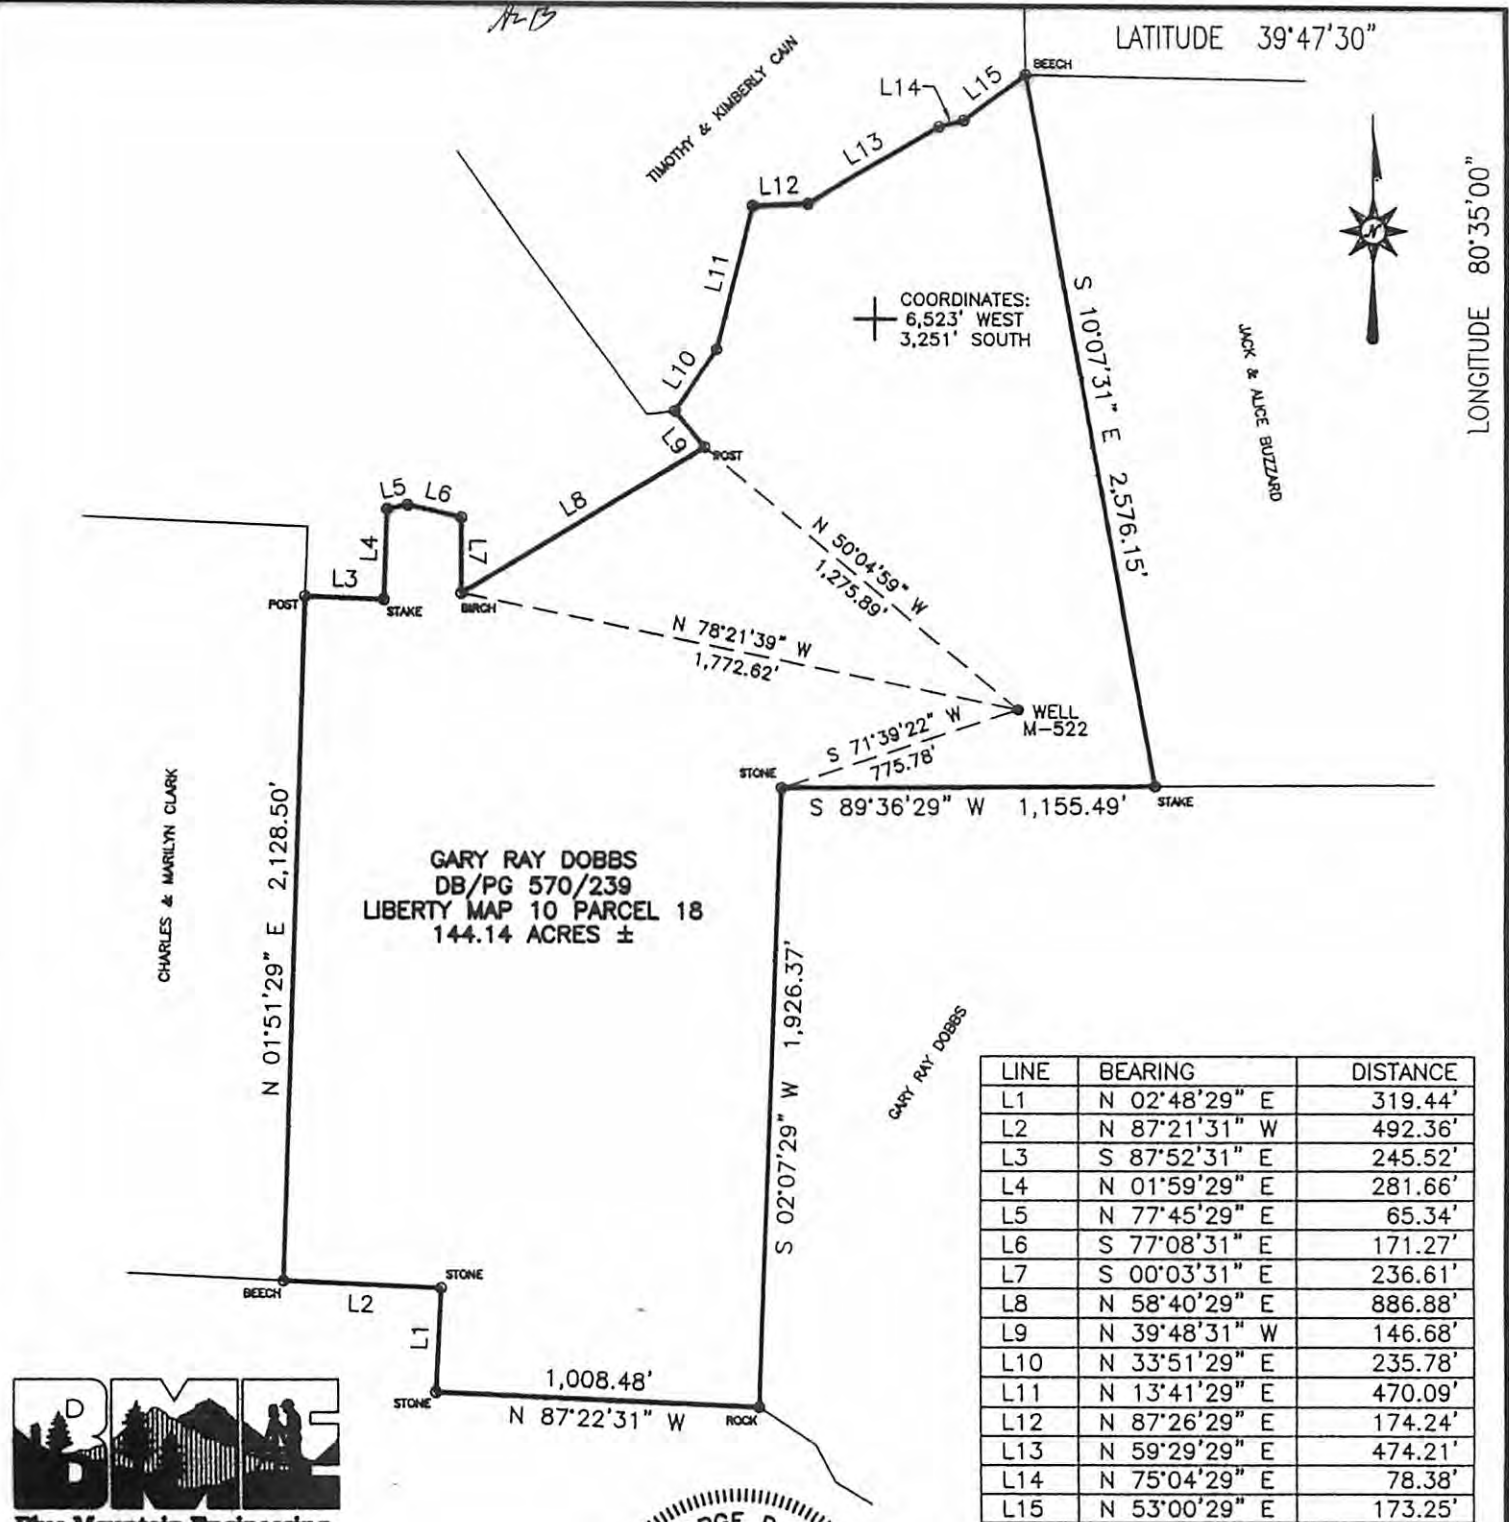 LATITUDE 39°47'30"
BEECH
TIMOTHY & KIMBERLY CAIN
L14
L15
L13
L12
L11
LONGITUDE 80°35'00"
N
COORDINATES:
6,523' WEST
3,251' SOUTH
S 10°07'31" E 2,576.15'
JACK & ALICE BUZZARD
L10
L9
POST
L8
L5
L6
L4
L7
L3
POST
STAKE
BIRCH
N 50°04'59" W
1,275.89'
N 78°21'39" W
1,772.62'
WELL
M-522
S 71°39'22" W
775.78'
STONE
S 89°36'29" W 1,155.49'
STAKE
CHARLES & MARILYN CLARK
N 01°51'29" E 2,128.50'
GARY RAY DOBBS
DB/PG 570/239
LIBERTY MAP 10 PARCEL 18
144.14 ACRES ±
S 02°07'29" W 1,926.37'
GARY RAY DOBBS
LINE BEARING DISTANCE
L1 N 02°48'29" E 319.44'
L2 N 87°21'31" W 492.36'
L3 S 87°52'31" E 245.52'
L4 N 01°59'29" E 281.66'
L5 N 77°45'29" E 65.34'
L6 S 77°08'31" E 171.27'
L7 S 00°03'31" E 236.61'
L8 N 58°40'29" E 886.88'
L9 N 39°48'31" W 146.68'
L10 N 33°51'29" E 235.78'
L11 N 13°41'29" E 470.09'
L12 N 87°26'29" E 174.24'
L13 N 59°29'29" E 474.21'
L14 N 75°04'29" E 78.38'
L15 N 53°00'29" E 173.25'
BEECH
STONE
L2
L1
STONE
1,008.48'
N 87°22'31" W
ROCK
BME
Blue Mountain Engineering